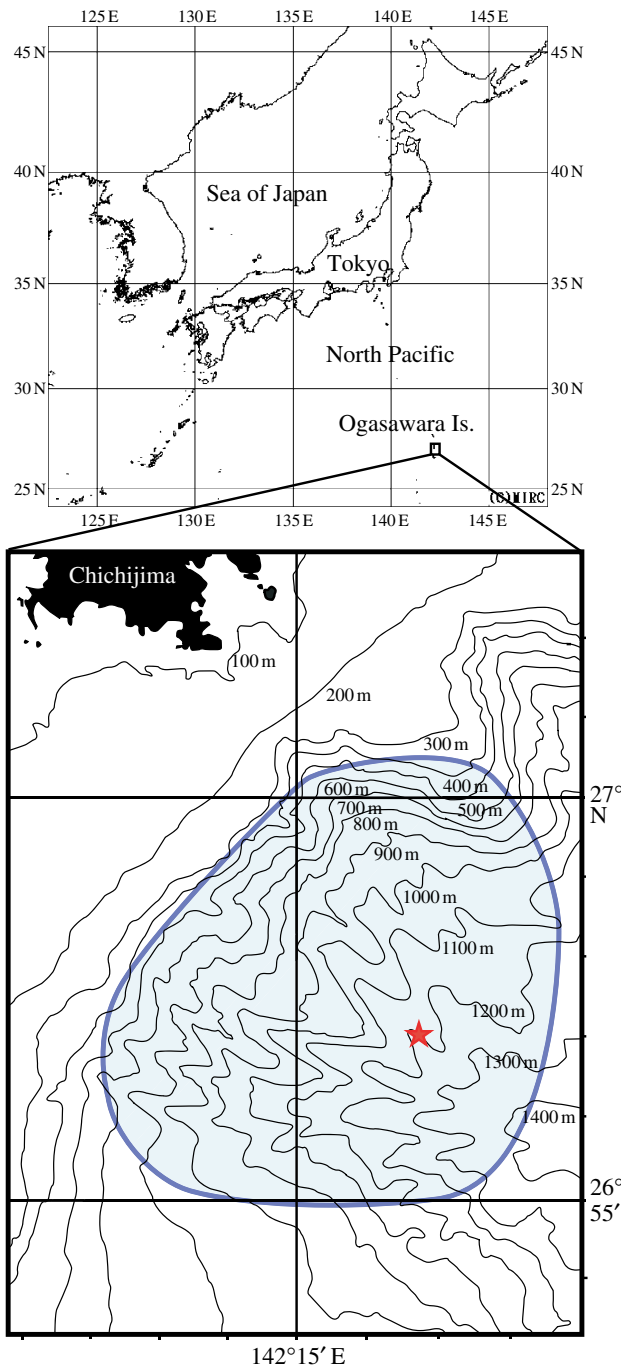 125 E 130 E 135 E 140 E 145 E
45 N 45 N
40 N 40 N
Sea of Japan
Tokyo
35 N 35 N
North Pacific
30 N 30 N
Ogasawara Is.
25 N 25 N
(C)MIRC
125 E 130 E 135 E 140 E 145 E
Chichijima
100 m
200 m
300 m
400 m
600 m
500 m
700 m
800 m
27°
N
900 m
1000 m
1100 m
1200 m
1300 m
1400 m
26°
55′
142°15′ E